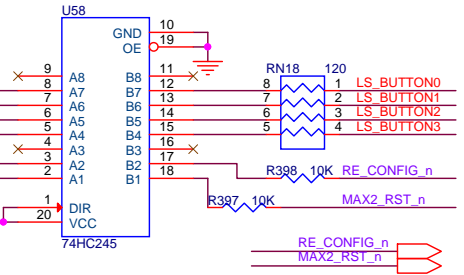 U58
GND 10
OE 19
9 A8 B8 11
8 A7 B7 12
7 A6 B6 13
6 A5 B5 14
5 A4 B4 15
4 A3 B3 16
3 A2 B2 17
2 A1 B1 18
1 DIR
20 VCC
74HC245
RN18 120
8 1 LS_BUTTON0
7 2 LS_BUTTON1
6 3 LS_BUTTON2
5 4 LS_BUTTON3
R398 10K RE_CONFIG_n
R397 10K MAX2_RST_n
RE_CONFIG_n
MAX2_RST_n